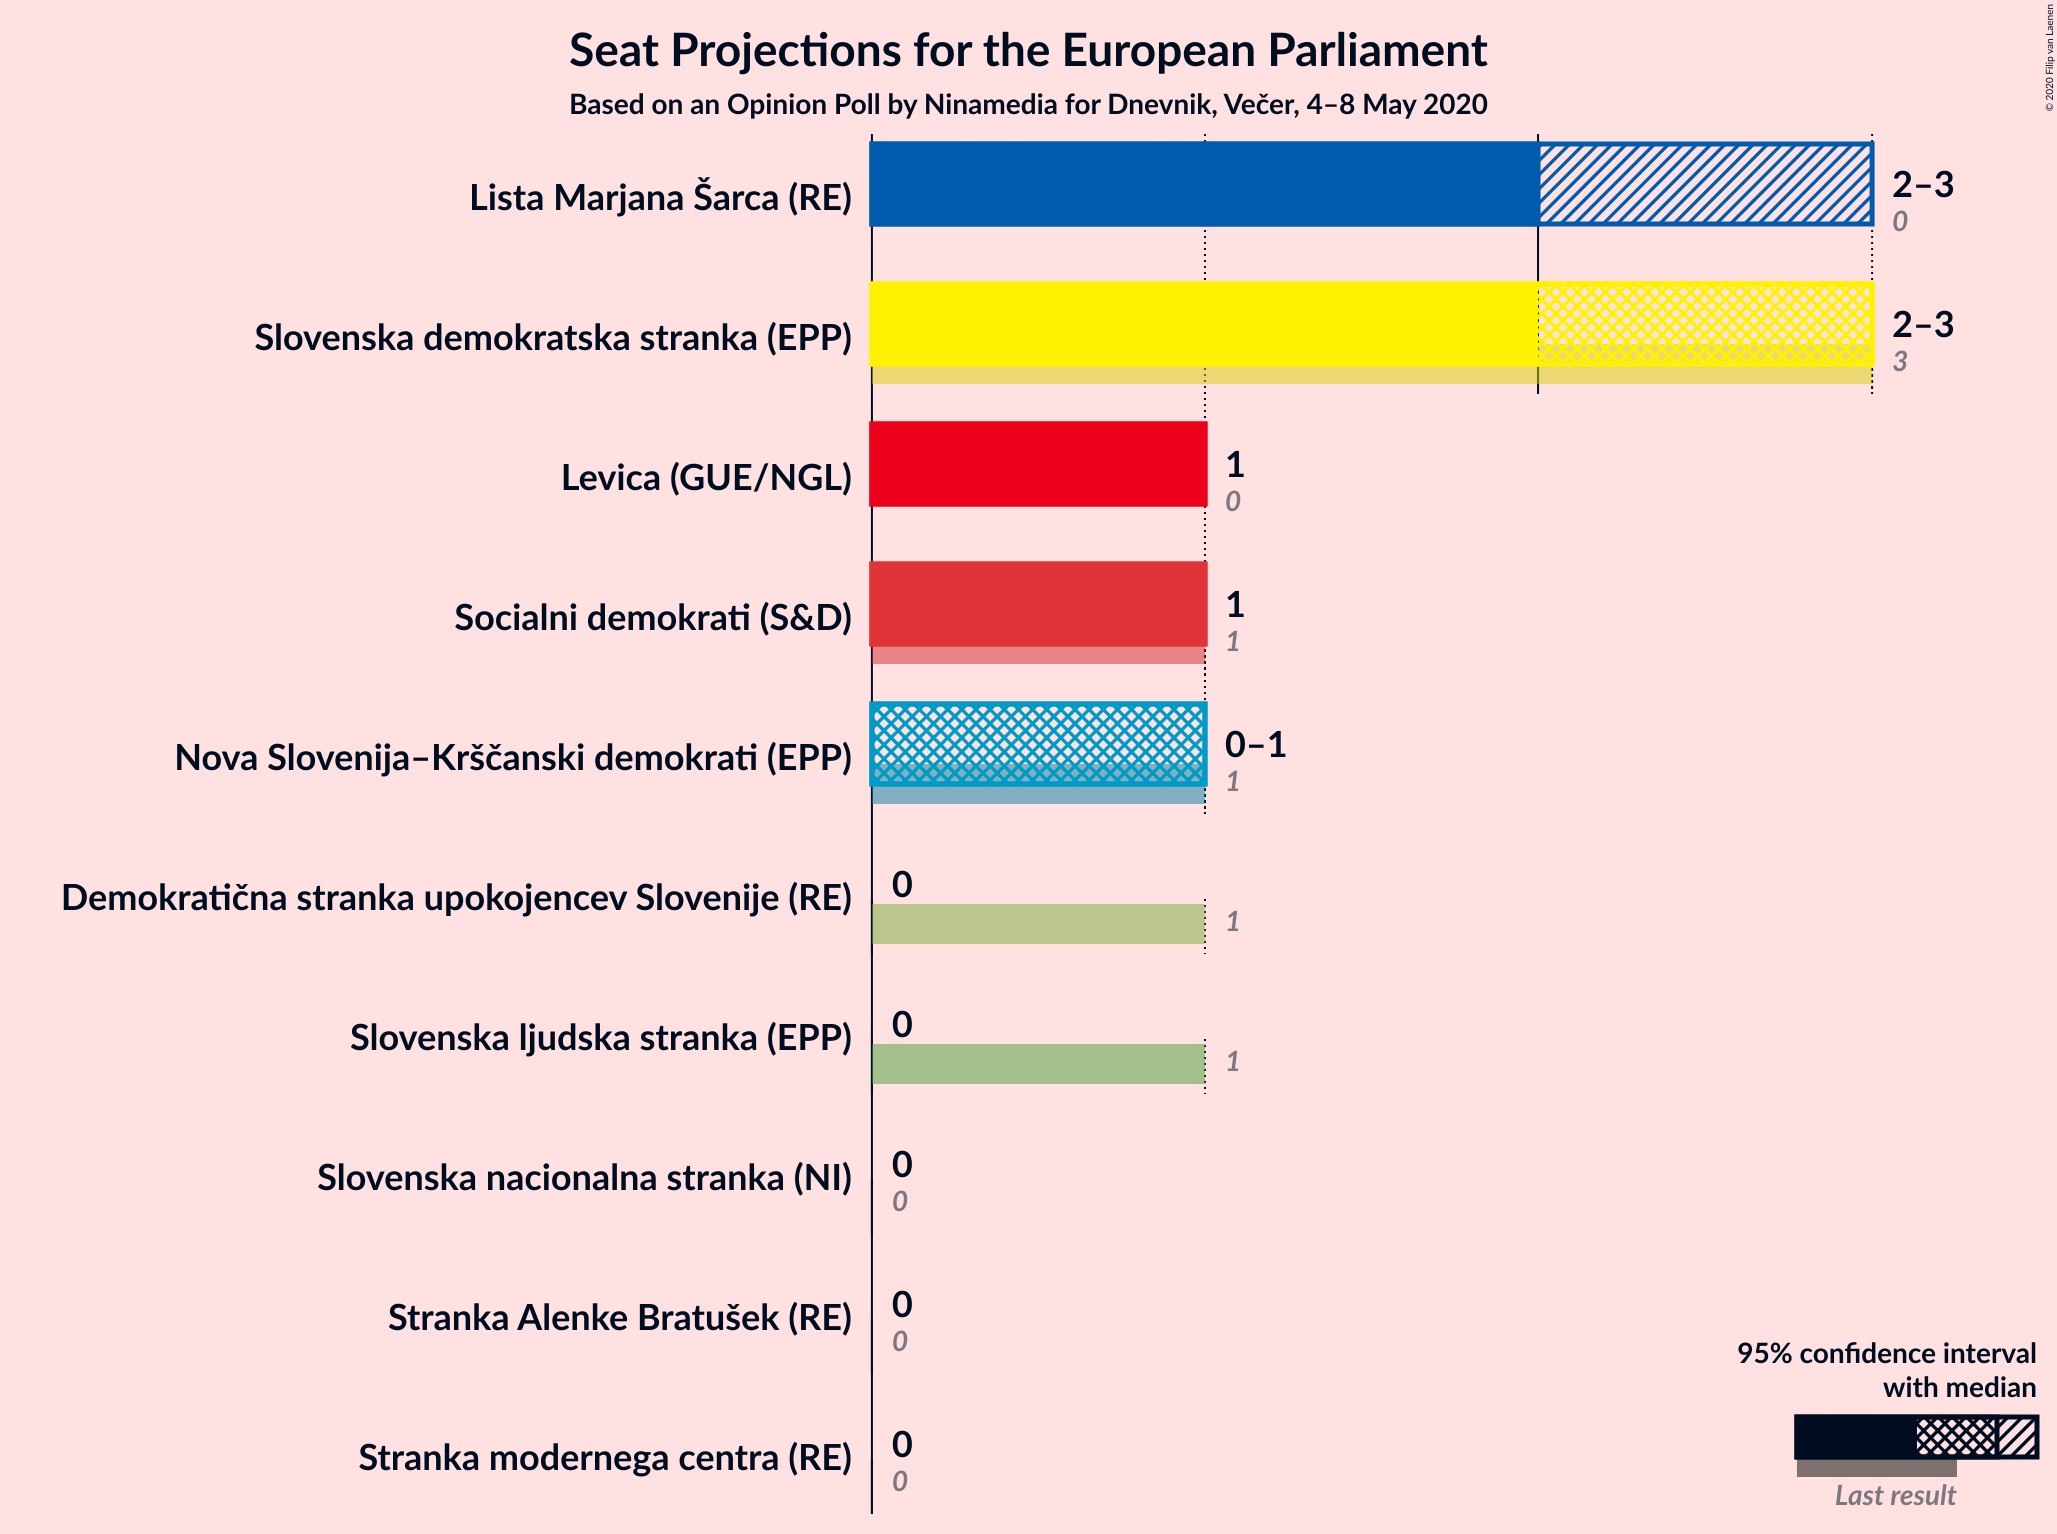 Seat Projections for the European Parliament
Based on an Opinion Poll by Ninamedia for Dnevnik, Večer, 4–8 May 2020
© 2020 Filip van Laenen
Lista Marjana Šarca (RE)
2–3
0
Slovenska demokratska stranka (EPP)
2–3
3
Levica (GUE/NGL)
1
0
Socialni demokrati (S&D)
1
1
Nova Slovenija–Krščanski demokrati (EPP)
0–1
1
Demokratična stranka upokojencev Slovenije (RE)
0
1
Slovenska ljudska stranka (EPP)
0
1
Slovenska nacionalna stranka (NI)
0
0
Stranka Alenke Bratušek (RE)
0
0
Stranka modernega centra (RE)
0
0
95% confidence interval
with median
Last result